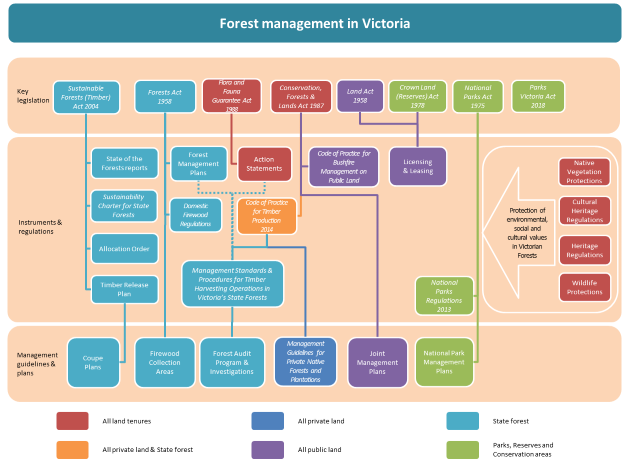 Forest management in Victoria
Key
legislation
Sustainable
Forests (Timber)
Act 2004
Forests Act
1958
Flora and
Fauna
Guarantee Act
1988
Conservation,
Forests &
Lands Act 1987
Land Act
1958
Crown Land
(Reserves) Act
1978
National
Parks Act
1975
Parks
Victoria Act
2018
Instruments &
regulations
State of the
Forests reports
Forest
Management
Plans
Action
Statements
Code of Practice for
Bushfire
Management on
Public Land
Licensing
& Leasing
Sustainability
Charter for State
Forests
Domestic
Firewood
Regulations
Code of Practice
for Timber
Production
2014
Allocation Order
Timber Release
Plan
Management Standards &
Procedures for Timber
Harvesting Operations in
Victoria's State Forests
National
Parks
Regulations
2013
Protection of
environmental,
social and
cultural values
in Victorian
Forests
Native
Vegetation
Protections
Cultural
Heritage
Regulations
Heritage
Regulations
Wildlife
Protections
Management
guidelines &
plans
Coupe
Plans
Firewood
Collection
Areas
Forest Audit
Program &
Investigations
Management
Guidelines for
Private Native
Forests and
Plantations
Joint
Management
Plans
National Park
Management
Plans
All land tenures
All private land
State forest
All private land & State forest
All public land
Parks, Reserves and
Conservation areas